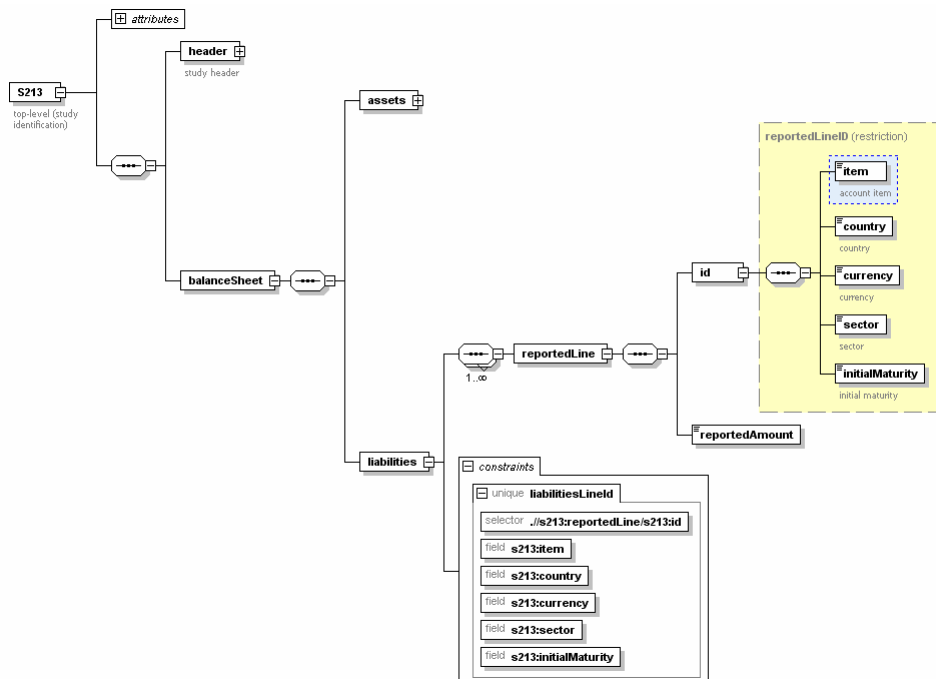 attributes
header
study header
S213
top-level (study
identification)
assets
reportedLineID (restriction)
item
account item
country
country
id
currency
currency
balanceSheet
sector
sector
reportedLine
1..∞
initialMaturity
initial maturity
reportedAmount
liabilities
constraints
unique liabilitiesLineId
selector .//s213:reportedLine/s213:id
field s213:item
field s213:country
field s213:currency
field s213:sector
field s213:initialMaturity